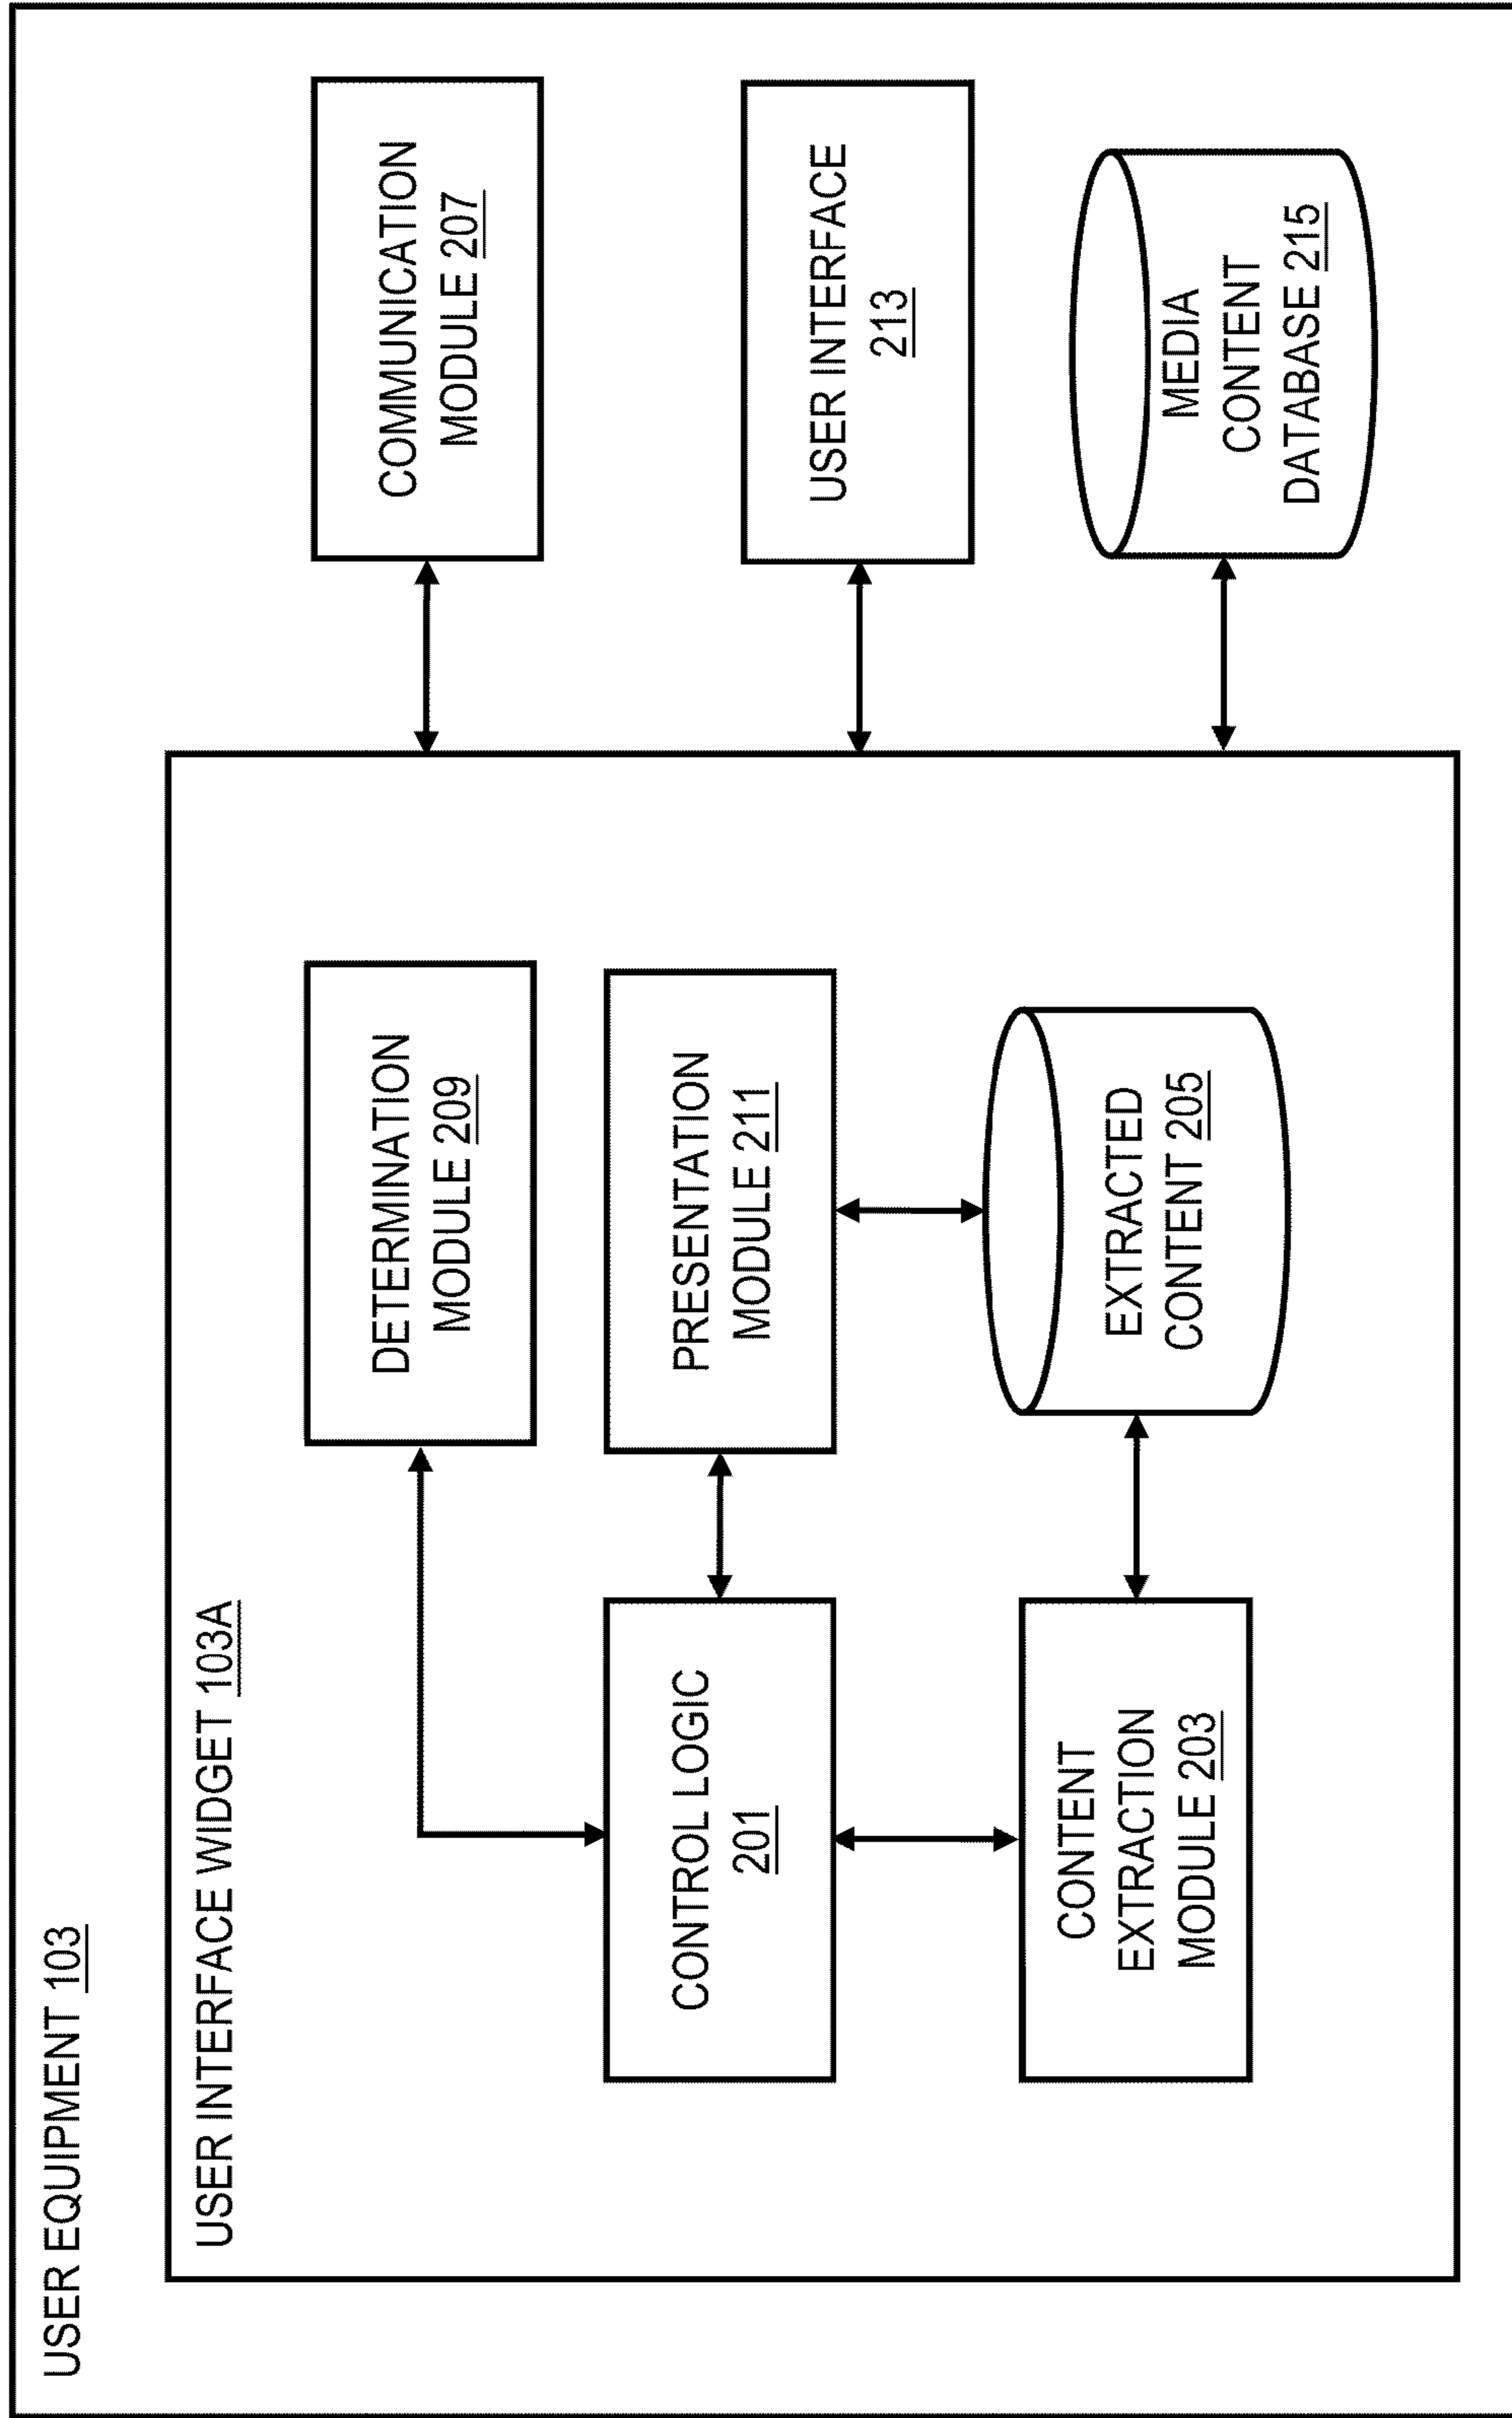 USER EQUIPMENT 103
USER INTERFACE WIDGET 103A
DETERMINATION
MODULE 209
COMMUNICATION
MODULE 207
CONTROL LOGIC
201
PRESENTATION
MODULE 211
USER INTERFACE
213
CONTENT
EXTRACTION
MODULE 203
EXTRACTED
CONTENT 205
MEDIA
CONTENT
DATABASE 215